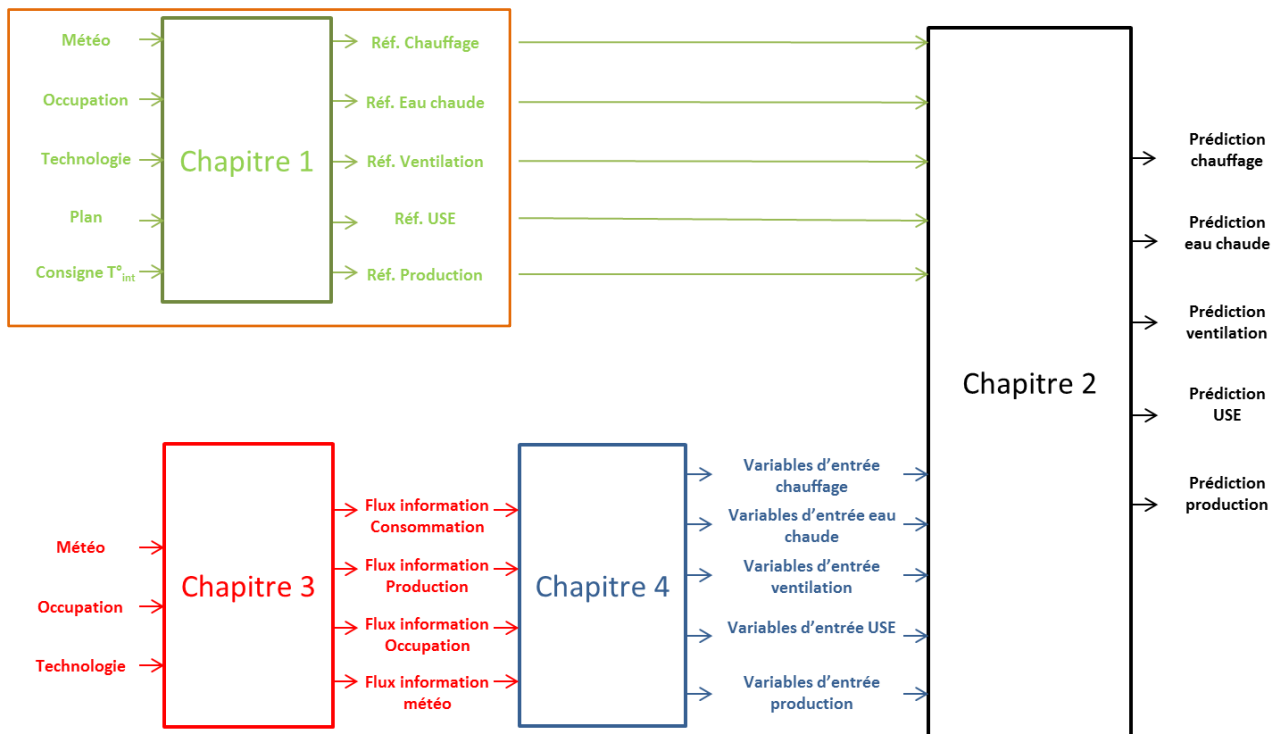 Météo
Occupation
Technologie
Plan
Consigne T°int
Chapitre 1
Réf. Chauffage
Réf. Eau chaude
Réf. Ventilation
Réf. USE
Réf. Production
Météo
Occupation
Technologie
Chapitre 3
Flux information
Consommation
Flux information
Production
Flux information
Occupation
Flux information
météo
Chapitre 4
Variables d’entrée
chauffage
Variables d’entrée eau
chaude
Variables d’entrée
ventilation
Variables d’entrée USE
Variables d’entrée
production
Chapitre 2
Prédiction
chauffage
Prédiction
eau chaude
Prédiction
ventilation
Prédiction
USE
Prédiction
production